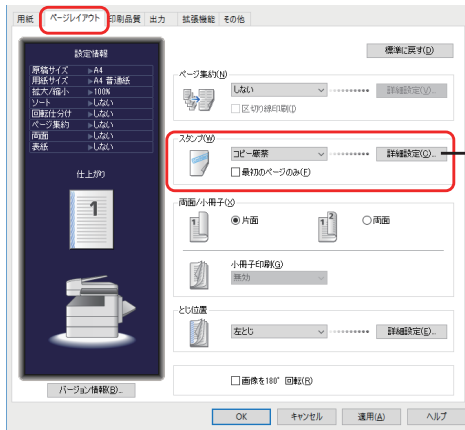 用紙 ページレイアウト 印刷品質 出力 拡張機能 その他
設定情報
原稿サイズ ▹A4
用紙サイズ ▹A4 普通紙
拡大/縮小 ▹100%
ソート ▹しない
回転仕分け ▹しない
ページ集約 ▹しない
両面 ▹しない
表紙 ▹しない
仕上がり
1
バージョン情報(B)...
標準に戻す(D)
ページ集約(N)
しない 詳細設定(V)...
区切り線印刷(I)
スタンプ(W)
コピー厳禁 詳細設定(C)...
最初のページのみ(F)
両面/小冊子(X)
1 片面 1 2 両面
小冊子印刷(G)
無効
とじ位置
左とじ 詳細設定(E)...
画像を180° 回転(R)
OK キャンセル 適用(A) ヘルプ